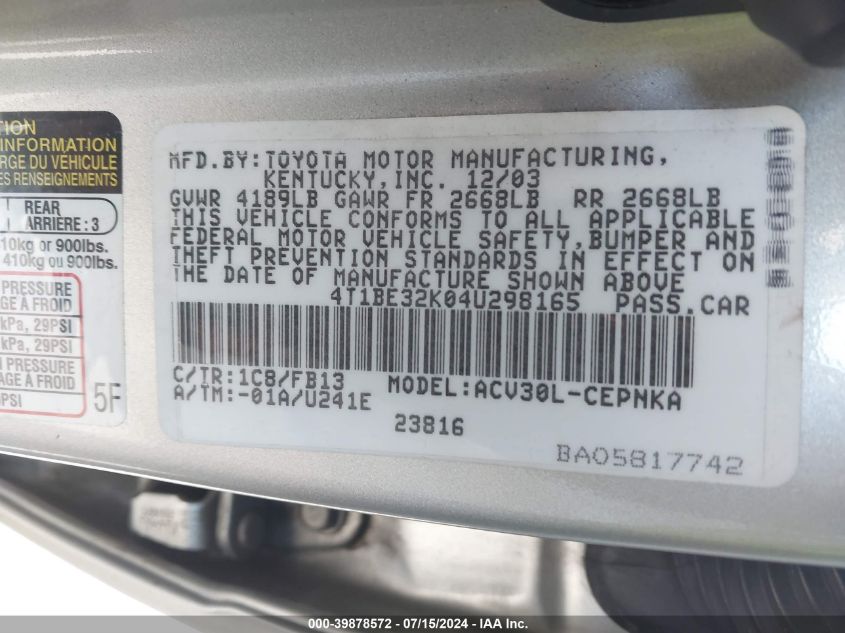 TION
INFORMATION
RGE DU VÉHICULE
ES RENSEIGNEMENTS
REAR
ARRIÈRE : 3
10kg or 900lbs.
410kg ou 900lbs.
PRESSURE
AGE À FROID
kPa, 29PSI
kPa, 29PSI
PRESSURE
AGE À FROID
PSI
5F
MFD.BY:TOYOTA MOTOR MANUFACTURING,
KENTUCKY,INC. 12/03
GVWR 4189LB GAWR FR 2668LB RR 2668LB
THIS VEHICLE CONFORMS TO ALL APPLICABLE
FEDERAL MOTOR VEHICLE SAFETY,BUMPER AND
THEFT PREVENTION STANDARDS IN EFFECT ON
THE DATE OF MANUFACTURE SHOWN ABOVE
4T1BE32K04U298165 PASS.CAR
C/TR:1C8/FB13 MODEL:ACV30L-CEPNKA
A/TM:-01A/U241E
23816
BA05817742
000-39878572 / 07/15/2024 - IAA Inc.